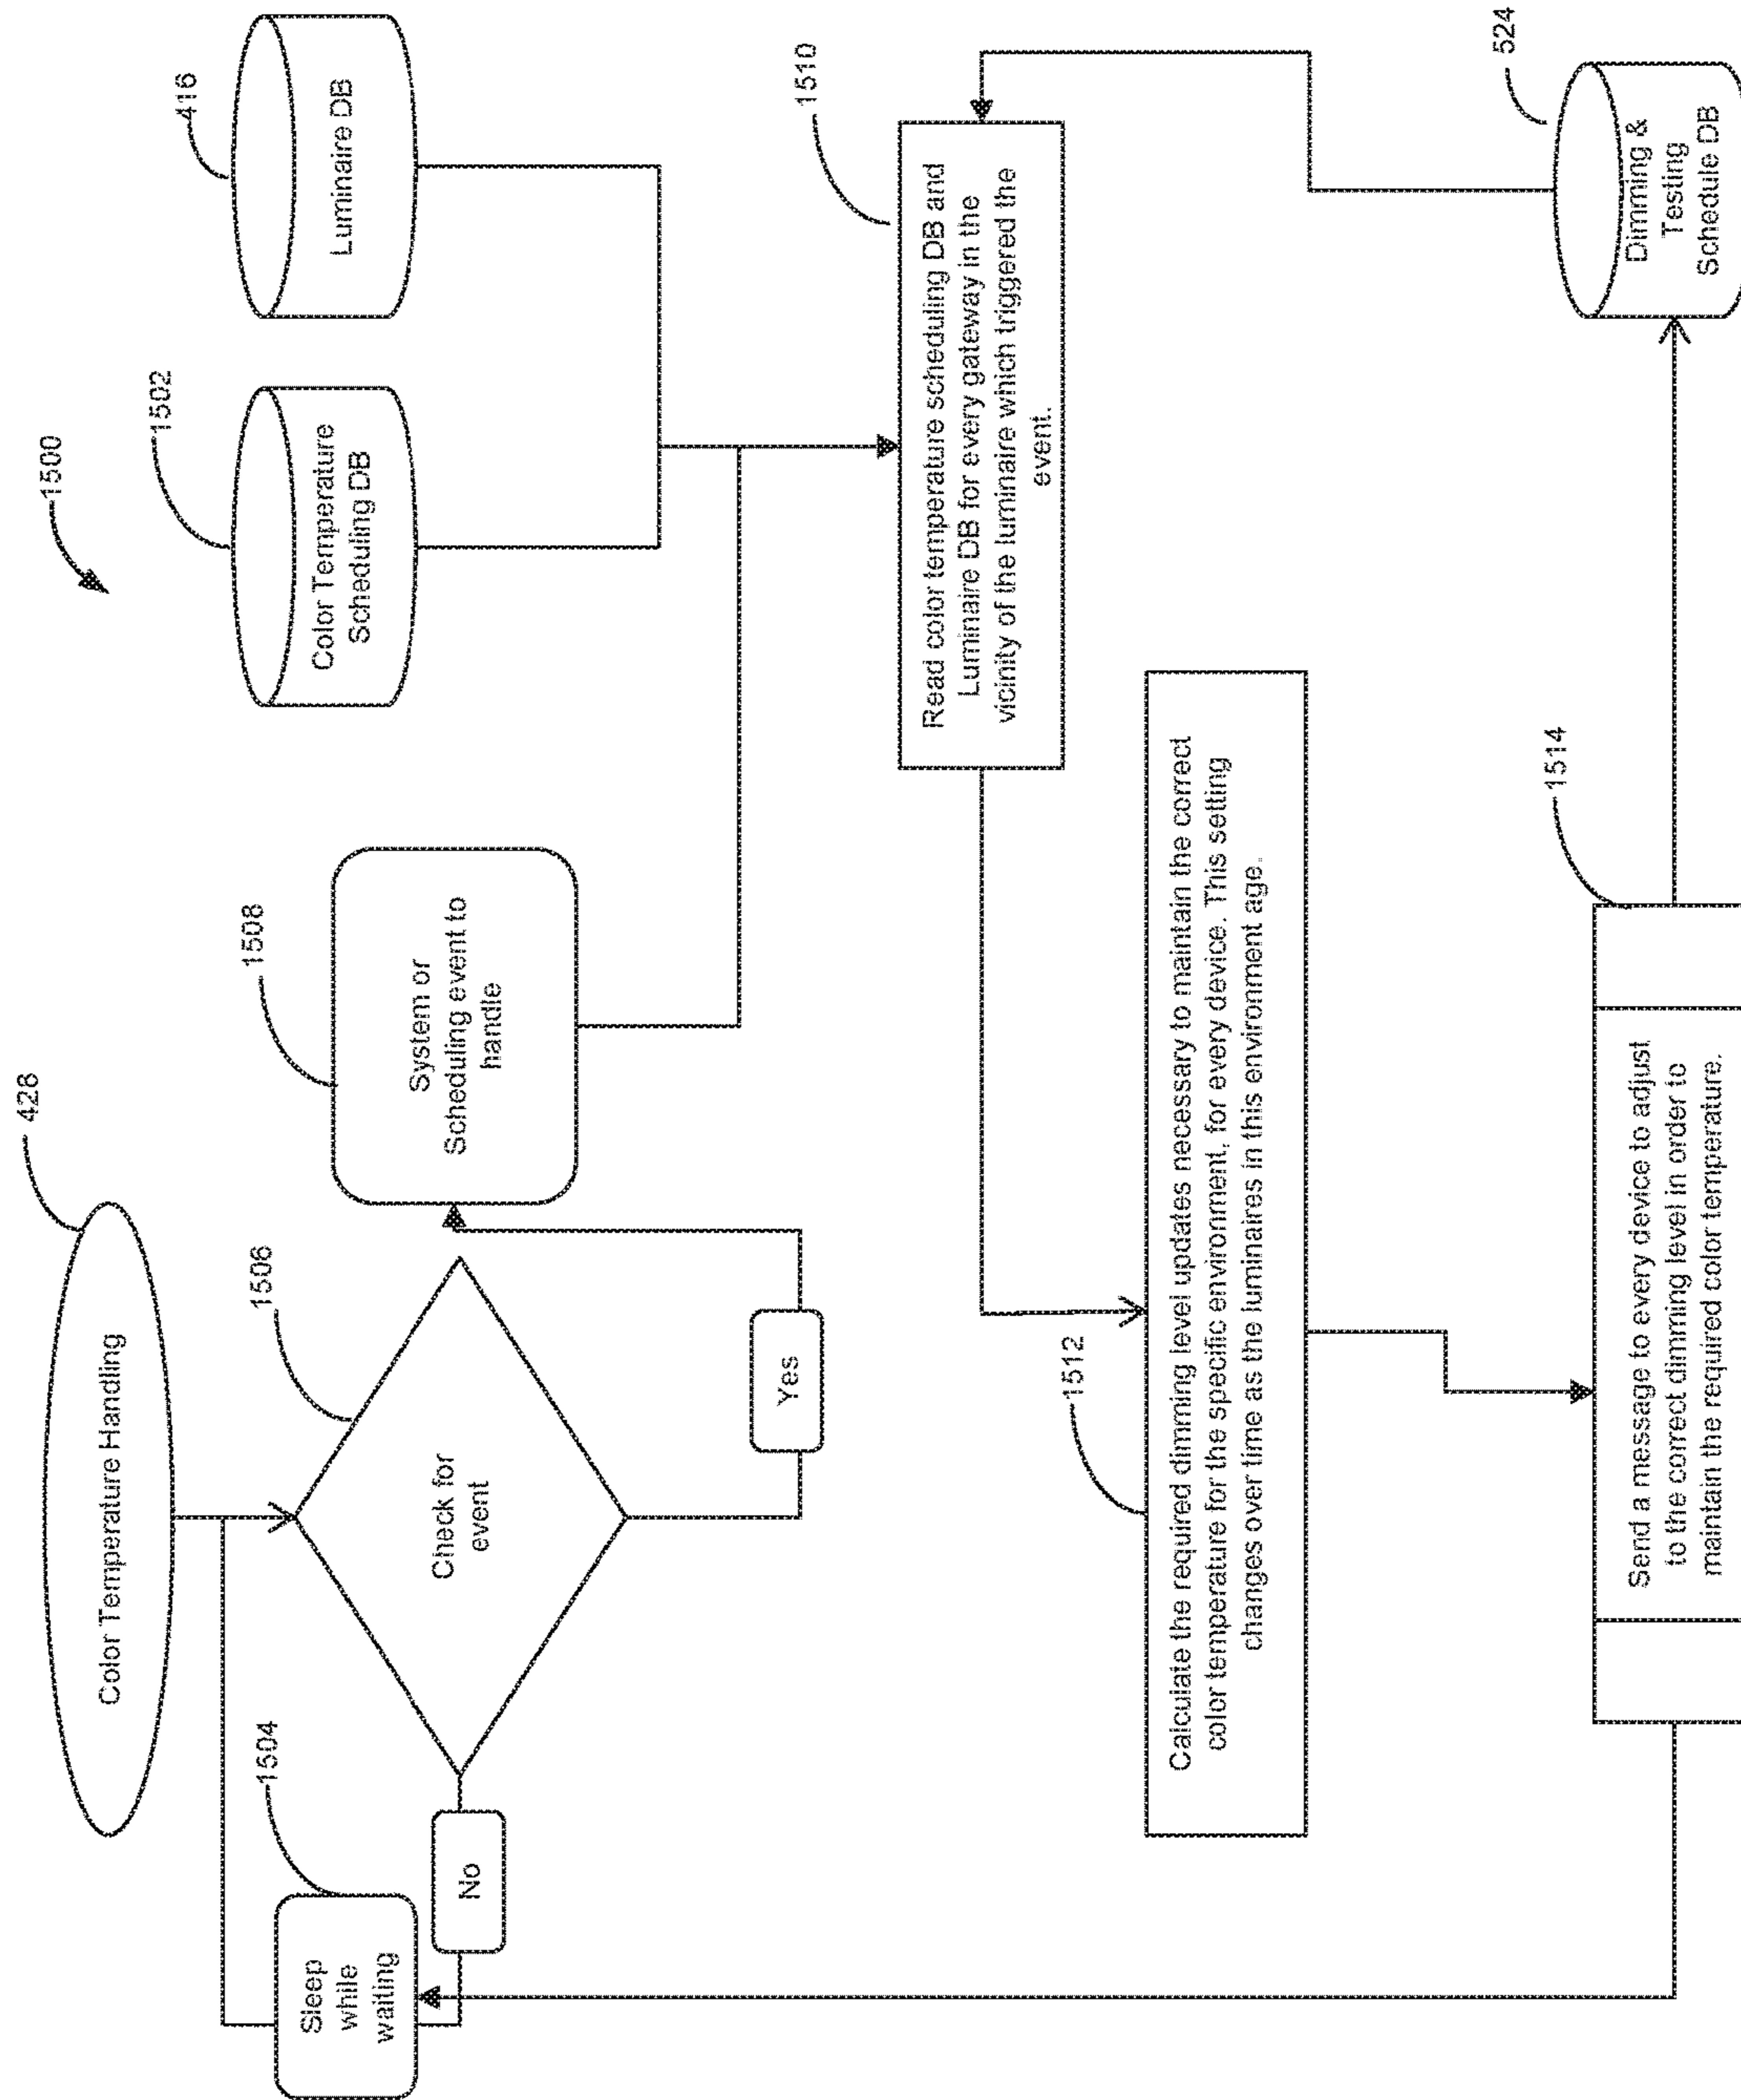 1500
428
Color Temperature Handling
1504
Sleep
while
waiting
No
1506
Check for
event
Yes
1508
System or
Scheduling event to
handle
1502
Color Temperature
Scheduling DB
416
Luminaire DB
1510
Read color temperature scheduling DB and
Luminaire DB for every gateway in the
vicinity of the luminaire which triggered the
event.
1512
Calculate the required dimming level updates necessary to maintain the correct
color temperature for the specific environment, for every device. This setting
changes over time as the luminaires in this environment age.
1514
Send a message to every device to adjust
to the correct dimming level in order to
maintain the required color temperature.
524
Dimming &
Testing
Schedule DB